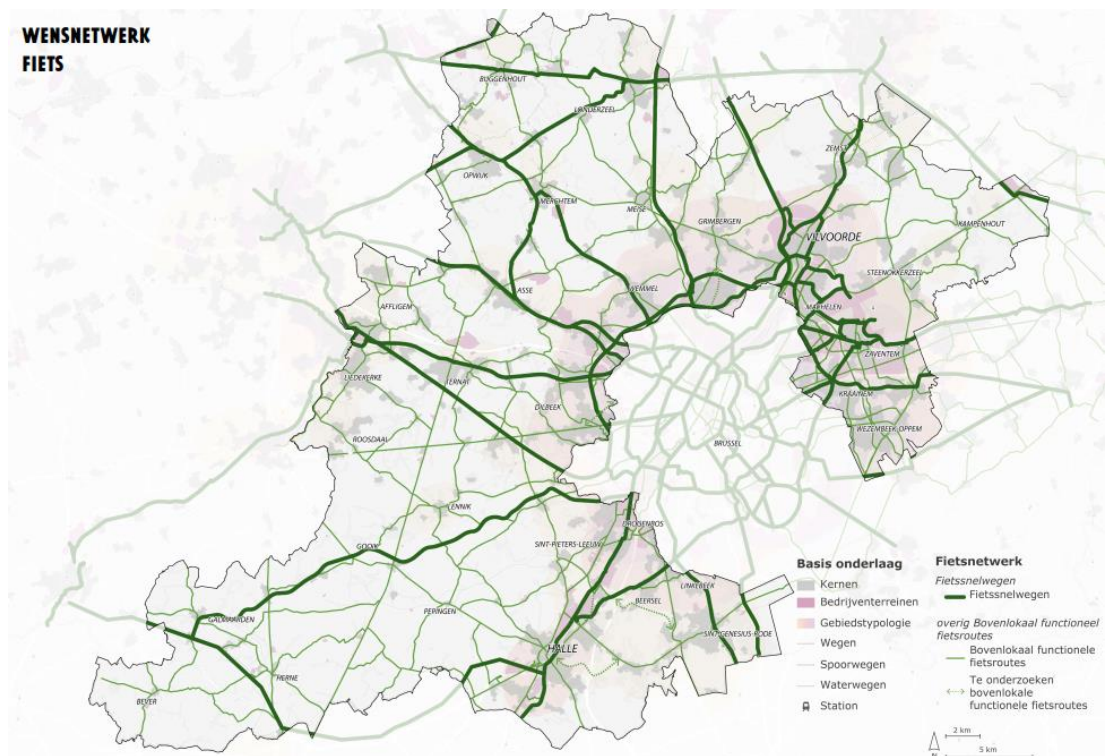 WENSNETWERK
FIETS
BUGGENHOUT
LONDERZEEL
ZEMST
OPWIJK
MERCHTEM
MEISE
GRIMBERGEN
KAMPENHOUT
VILVOORDE
STEENOKKERZEEL
ASSE
WEMMEL
AFFLIGEM
MACHELEN
ZAVENTEM
LIEDEKERKE
TERNAT
KRAAINEM
DILBEEK
WEZEMBEEK-OPPEM
ROOSDAAL
BRUSSEL
LENNIK
DROGENBOS
GOOIK
SINT-PIETERS-LEEUW
LINKEBEEK
BEERSEL
PEPINGEN
GALMAARDEN
SINT-GENESIUS-RODE
HALLE
HERNE
BEVER
Basis onderlaag
Kernen
Bedrijventerreinen
Gebiedstypologie
Wegen
Spoorwegen
Waterwegen
Station
Fietsnetwerk
Fietssnelwegen
Fietssnelwegen
overig Bovenlokaal functioneel
fietsroutes
Bovenlokaal functionele
fietsroutes
Te onderzoeken
bovenlokale
functionele fietsroutes
2 km
5 km
N